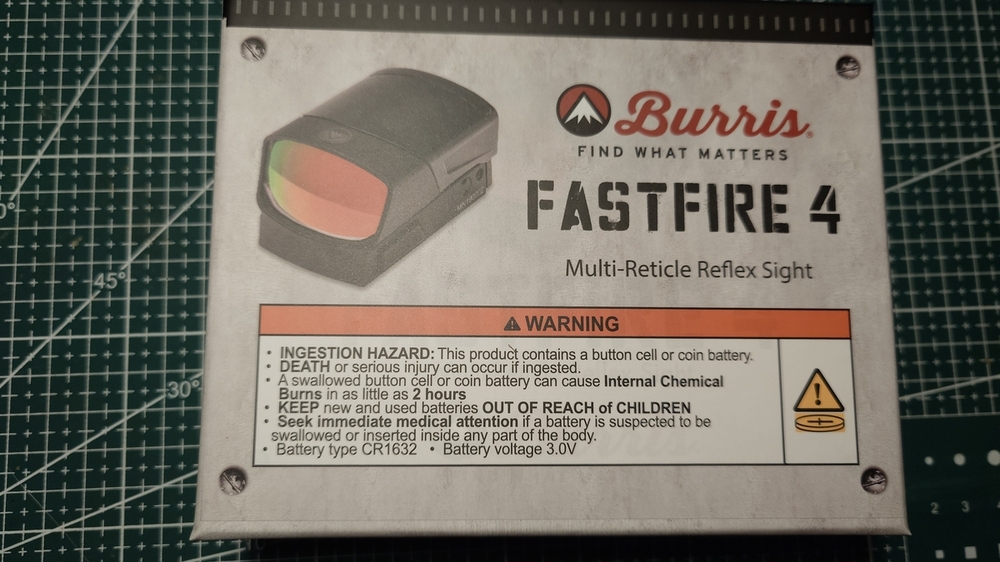 Burris
FIND WHAT MATTERS
FASTFIRE 4
Multi-Reticle Reflex Sight
WARNING
• INGESTION HAZARD: This product contains a button cell or coin battery.
• DEATH or serious injury can occur if ingested.
• A swallowed button cell or coin battery can cause Internal Chemical
Burns in as little as 2 hours
• KEEP new and used batteries OUT OF REACH of CHILDREN
• Seek immediate medical attention if a battery is suspected to be
swallowed or inserted inside any part of the body.
• Battery type CR1632 • Battery voltage 3.0V
45°
30°
2 3